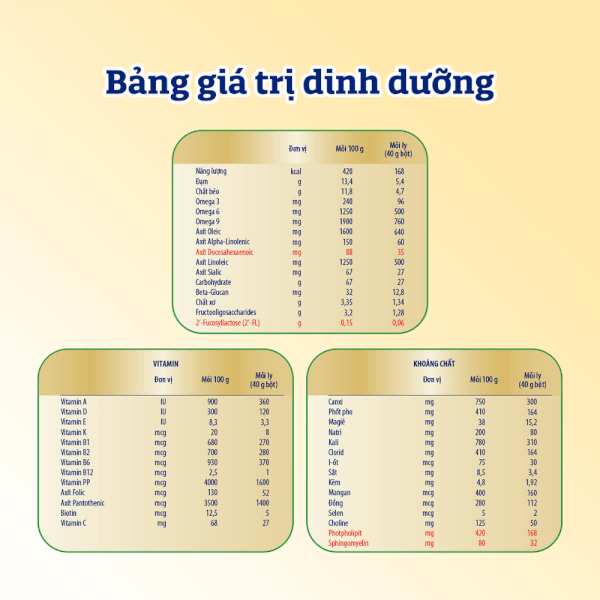 Bảng giá trị dinh dưỡng
Đơn vị Mỗi 100 g Mỗi ly (40 g bột)
Năng lượng kcal 420 168
Đạm g 13,4 5,4
Chất béo g 11,8 4,7
Omega 3 mg 240 96
Omega 6 mg 1250 500
Omega 9 mg 1900 760
Axit Oleic mg 1600 640
Axit Alpha-Linolenic mg 150 60
Axit Docosahexaenoic mg 88 35
Axit Linoleic mg 1250 500
Axit Sialic mg 67 27
Carbohydrate mg 67 27
Beta-Glucan mg 32 12,8
Chất xơ g 3,35 1,34
Fructooligosaccharides g 3,2 1,28
2'-Fuconyllactose (2'-FL) g 0,15 0,06
VITAMIN
Đơn vị Mỗi 100 g Mỗi ly (40 g bột)
Vitamin A IU 900 360
Vitamin D IU 300 120
Vitamin E IU 8,3 3,3
Vitamin K mcg 20 8
Vitamin B1 mcg 680 270
Vitamin B2 mcg 700 280
Vitamin B6 mcg 930 370
Vitamin B12 mcg 2,5 1
Vitamin PP mcg 4000 1600
Axit Folic mcg 130 52
Axit Pantothenic mcg 3500 1400
Biotin mcg 12,5 5
Vitamin C mg 68 27
KHOÁNG CHẤT
Đơn vị Mỗi 100 g Mỗi ly (40 g bột)
Canxi mg 750 300
Phốt pho mg 410 164
Magiê mg 38 15,2
Natri mg 200 80
Kali mg 780 310
Clorid mg 410 164
I-ốt mcg 75 30
Sắt mg 8,5 3,4
Kẽm mg 4,8 1,92
Mangan mcg 400 160
Đồng mcg 280 112
Selen mcg 5 2
Choline mg 125 50
Photpholipit mg 420 168
Sphingomyelin mg 80 32